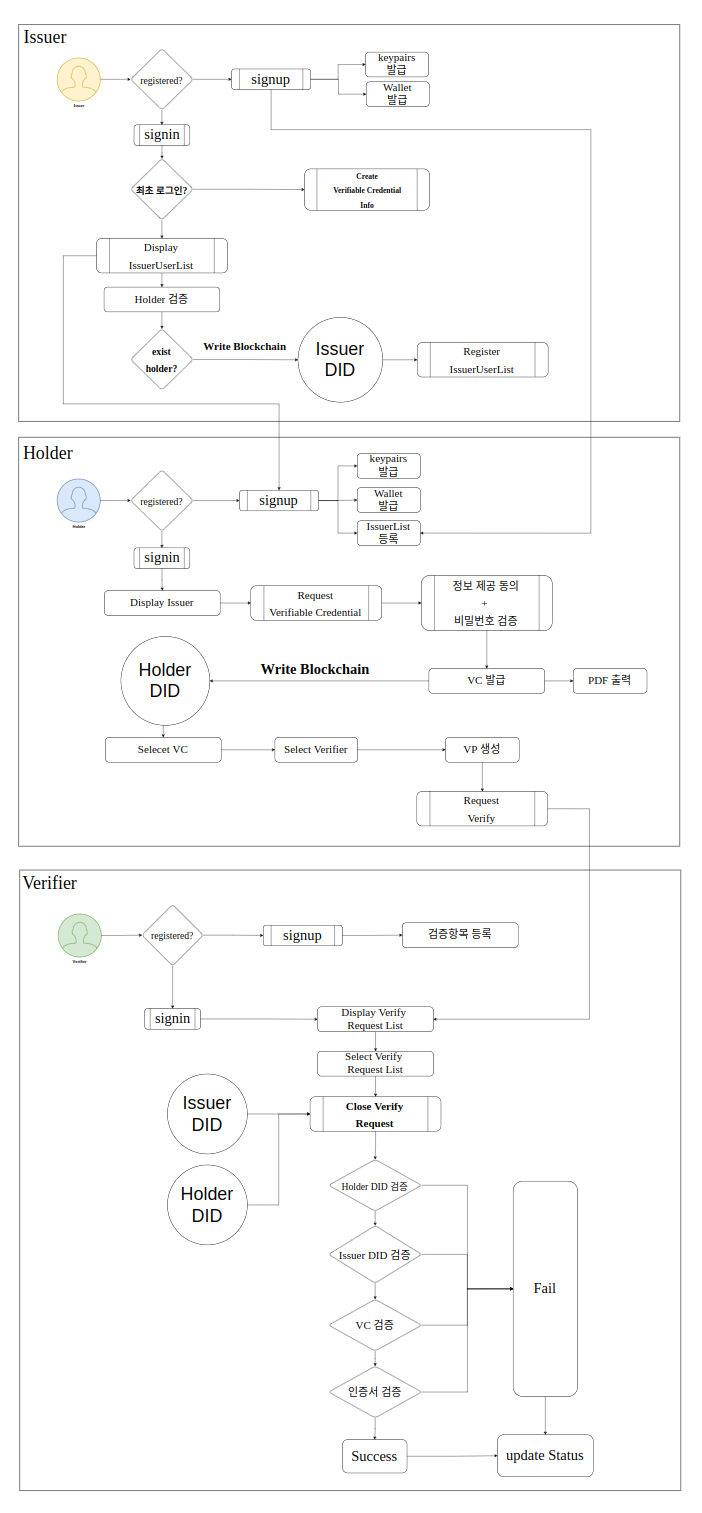 Issuer
registered?
signup
keypairs
발급
Wallet
발급
Issuer
signin
최초 로그인?
Create
Verifiable Credential
Info
Display
IssuerUserList
Holder 검증
exist
holder?
Write Blockchain
Issuer
DID
Register
IssuerUserList
Holder
registered?
signup
keypairs
발급
Wallet
발급
IssuerList
등록
Holder
signin
Display Issuer
Request
Verifiable Credential
정보 제공 동의
+
비밀번호 검증
Holder
DID
Write Blockchain
VC 발급
PDF 출력
Selecet VC
Select Verifier
VP 생성
Request
Verify
Verifier
registered?
signup
검증항목 등록
Verifier
signin
Display Verify
Request List
Select Verify
Request List
Issuer
DID
Close Verify
Request
Holder
DID
Holder DID 검증
Issuer DID 검증
VC 검증
인증서 검증
Fail
Success
update Status